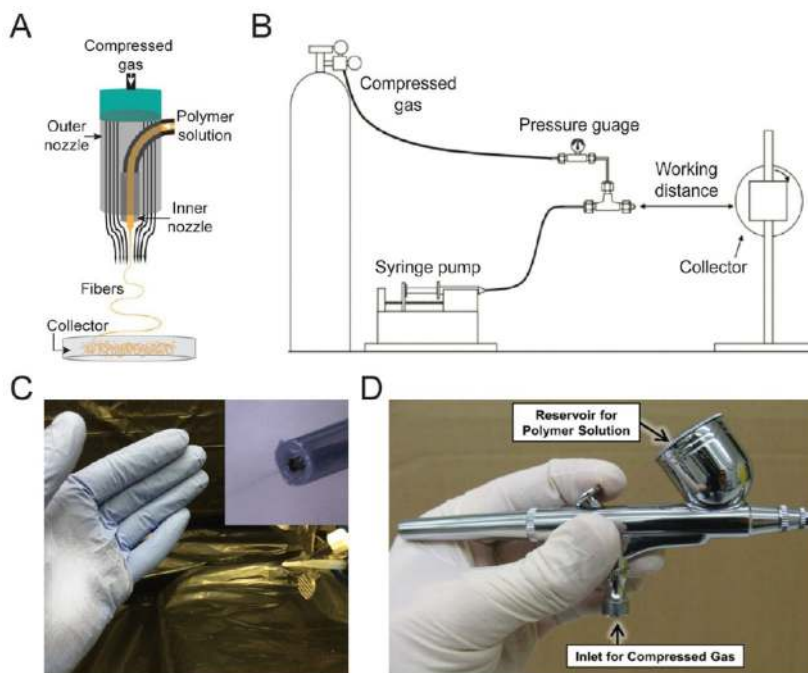 A
Compressed
gas
Outer
nozzle
Polymer
solution
Inner
nozzle
Fibers
Collector
B
Compressed
gas
Pressure guage
Working
distance
Syringe pump
Collector
C
D
Reservoir for
Polymer Solution
Inlet for Compressed Gas